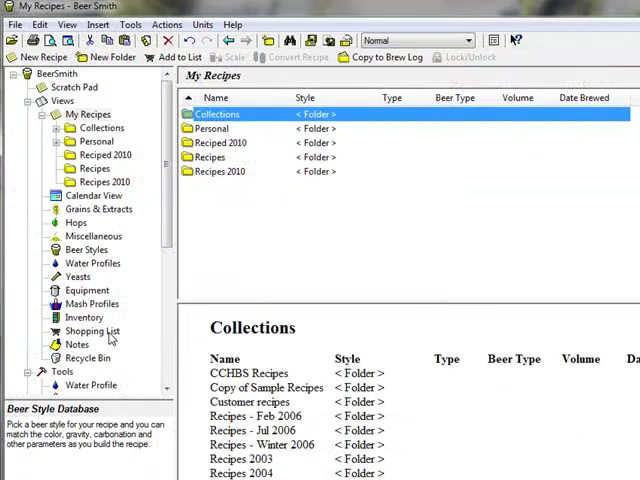 My Recipes - Beer Smith
File Edit View Insert Tools Actions Units Help
Normal
New Recipe New Folder Add to List Scale Convert Recipe Copy to Brew Log Lock/Unlock
BeerSmith
Scratch Pad
Views
My Recipes
Collections
Personal
Reciped 2010
Recipes
Recipes 2010
Calendar View
Grains & Extracts
Hops
Miscellaneous
Beer Styles
Water Profiles
Yeasts
Equipment
Mash Profiles
Inventory
Shopping List
Notes
Recycle Bin
Tools
Water Profile
Beer Style Database
Pick a beer style for your recipe and you can
match the color, gravity, carbonation and
other parameters as you build the recipe.
My Recipes
Name Style Type Beer Type Volume Date Brewed
Collections < Folder >
Personal < Folder >
Reciped 2010 < Folder >
Recipes < Folder >
Recipes 2010 < Folder >
Collections
Name Style Type Beer Type Volume Da
CCHBS Recipes < Folder >
Copy of Sample Recipes < Folder >
Customer recipes < Folder >
Recipes - Feb 2006 < Folder >
Recipes - Jul 2006 < Folder >
Recipes - Winter 2006 < Folder >
Recipes 2003 < Folder >
Recipes 2004 < Folder >